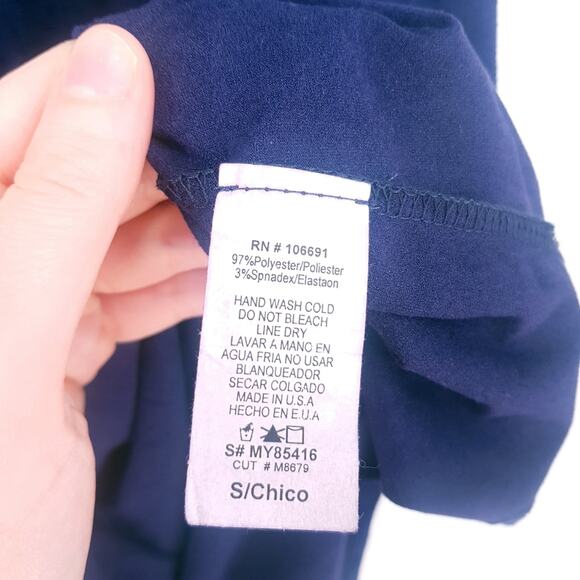 RN # 106691
97%Polyester/Poliester
3%Spnadex/Elastaon
HAND WASH COLD
DO NOT BLEACH
LINE DRY
LAVAR A MANO EN
AGUA FRIA NO USAR
BLANQUEADOR
SECAR COLGADO
MADE IN U.S.A
HECHO EN E.U.A
S# MY85416
CUT # M8679
S/Chico